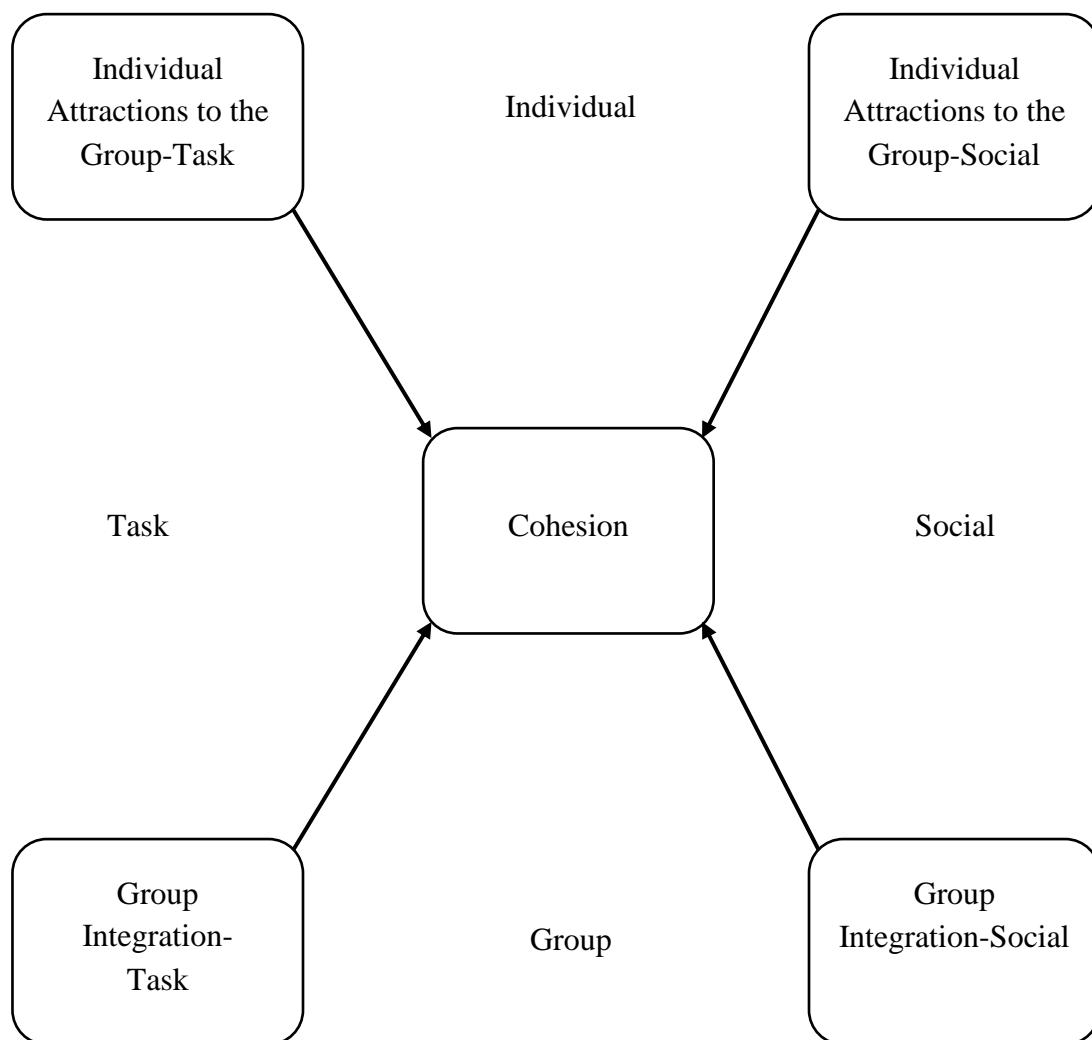 Individual
Attractions to the
Group-Task
Individual
Individual
Attractions to the
Group-Social
Task
Cohesion
Social
Group
Integration-
Task
Group
Group
Integration-Social